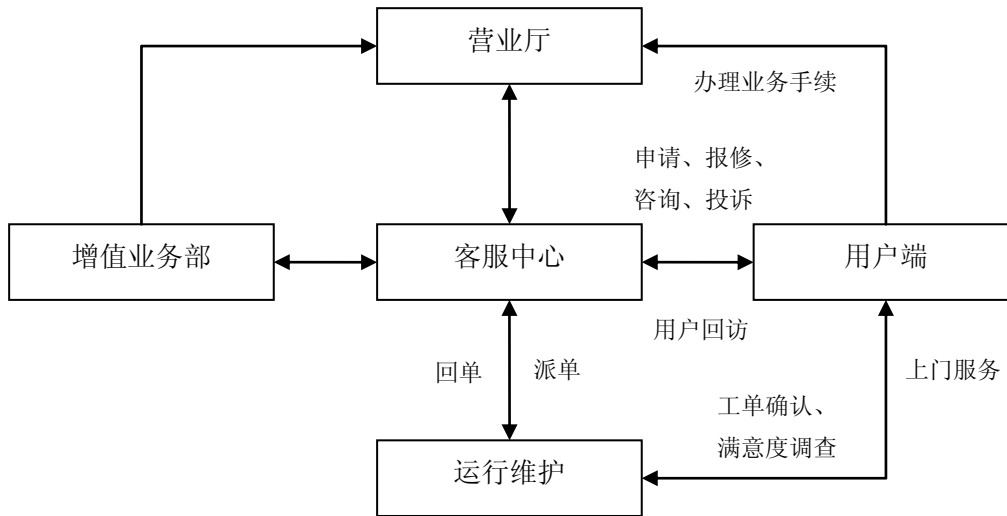 营业厅
办理业务手续
申请、报修、
咨询、投诉
增值业务部
客服中心
用户端
用户回访
回单
派单
上门服务
工单确认、
满意度调查
运行维护